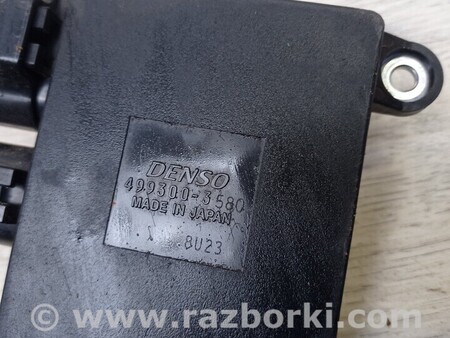 DENSO
499300-3580
MADE IN JAPAN
8U23
www.razborki.com